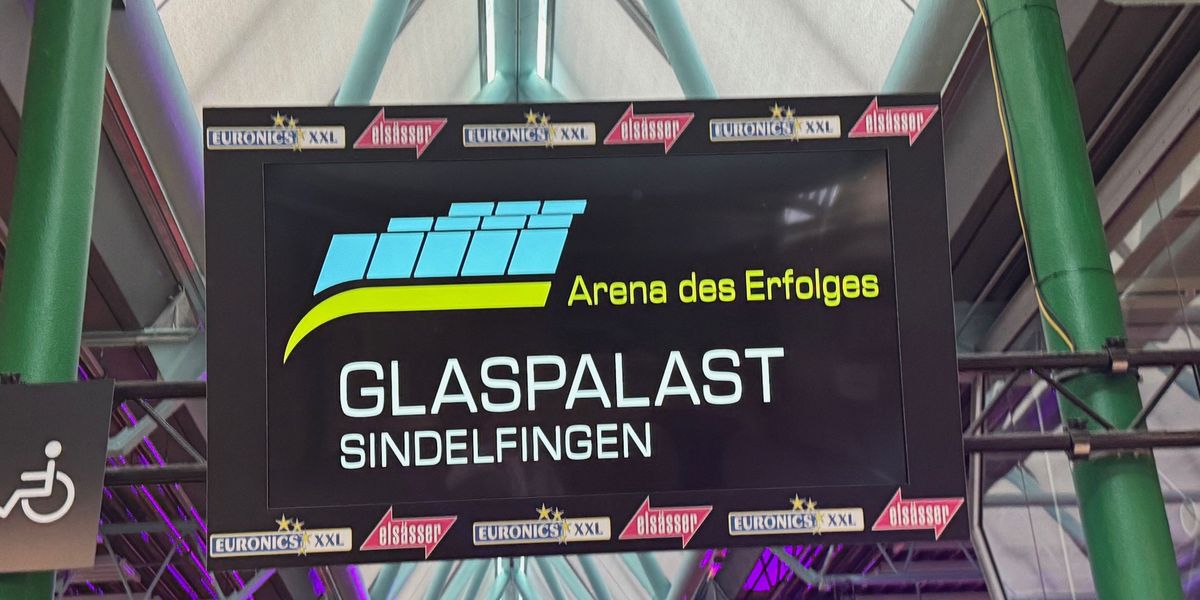 EURONICS XXL elsässer EURONICS XXL elsässer EURONICS XXL elsässer
Arena des Erfolges
GLASPALAST
SINDELFINGEN
EURONICS XXL elsässer EURONICS XXL elsässer EURONICS XXL elsässer